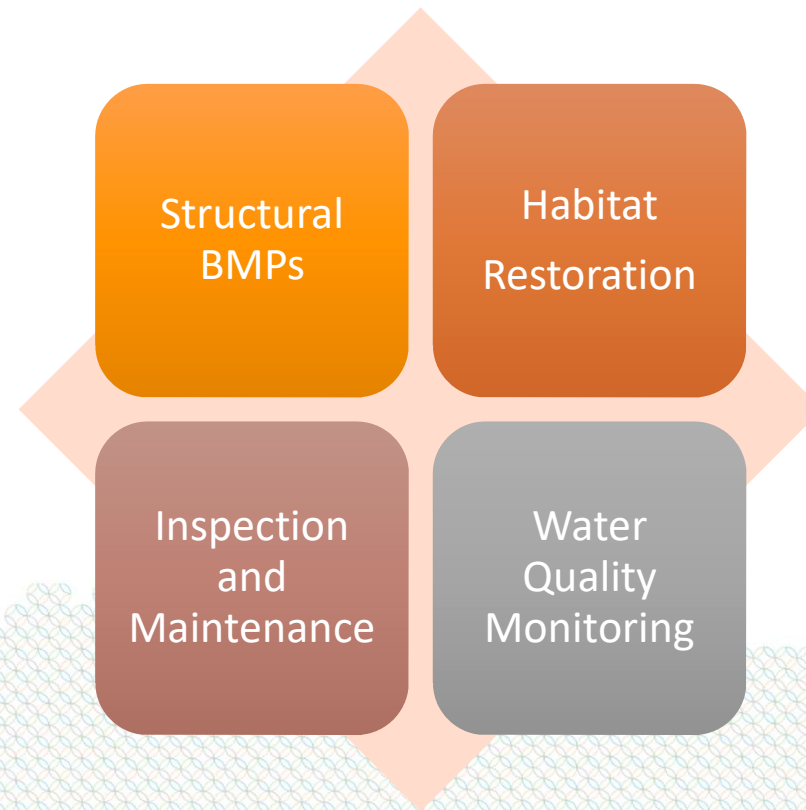 Structural
BMPs
Habitat
Restoration
Inspection
and
Maintenance
Water
Quality
Monitoring